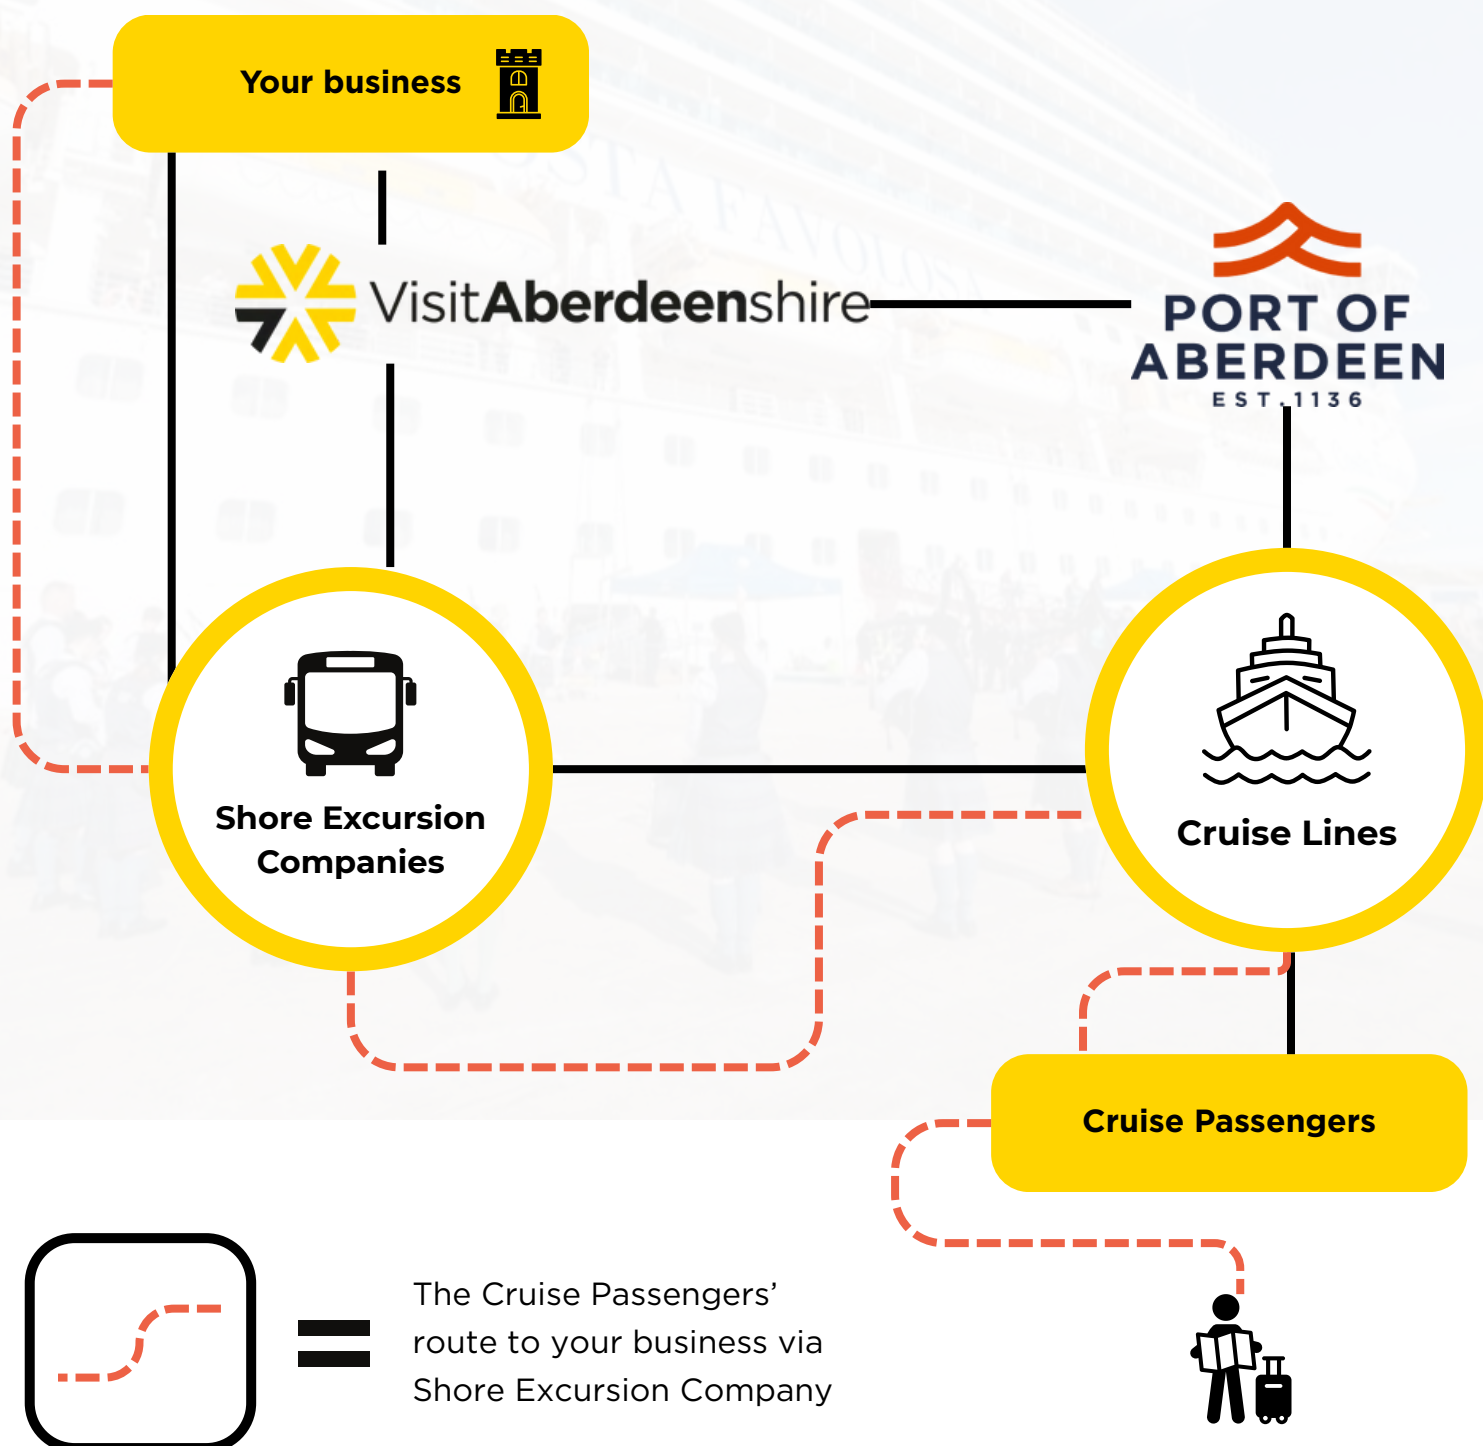 Your business
VisitAberdeenshire
PORT OF
ABERDEEN
EST.1136
Shore Excursion
Companies
Cruise Lines
Cruise Passengers
The Cruise Passengers’
route to your business via
Shore Excursion Company